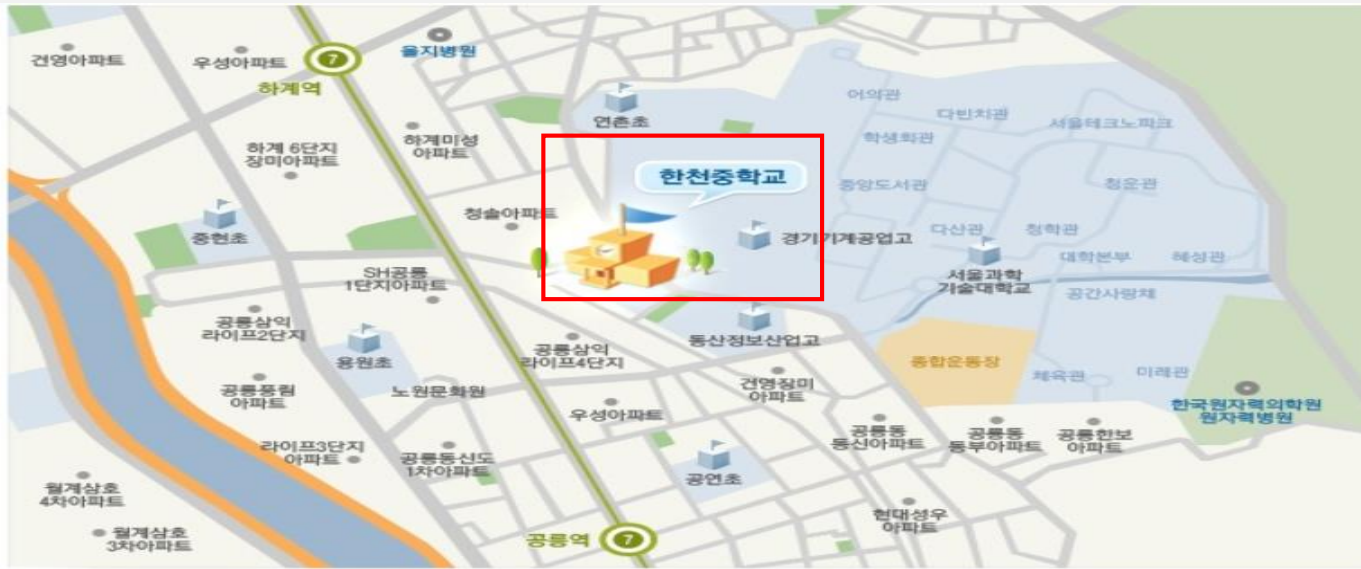 건영아파트
우성아파트
7
하계역
을지병원
연촌초
어의관
다빈치관
서울테크노파크
학생회관
하계 6단지
장미아파트
하계미성
아파트
한천중학교
중앙도서관
청운관
중현초
청솔아파트
경기기계공업고
다산관
청학관
대학본부
혜성관
서울과학
기술대학교
SH공릉
1단지아파트
공간사랑채
공릉삼익
라이프2단지
용원초
공릉삼익
라이프4단지
동산정보산업고
종합운동장
체육관
미래관
공릉풍림
아파트
노원문화원
건영장미
아파트
한국원자력의학원
원자력병원
우성아파트
라이프3단지
아파트
공릉동신도
1차아파트
공연초
공릉동
동신아파트
공릉동
동부아파트
공릉한보
아파트
월계삼호
4차아파트
월계삼호
3차아파트
현대성우
아파트
공릉역
7